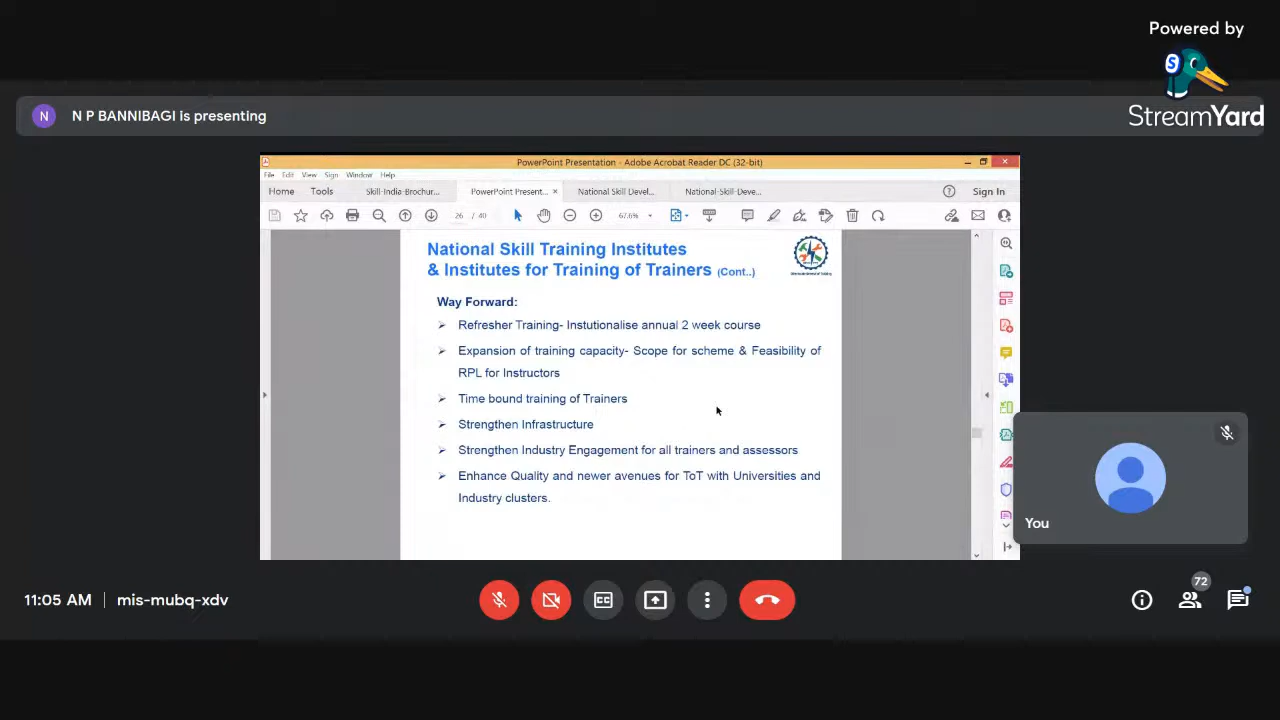 Powered by
StreamYard
N
N P BANNIBAGI is presenting
PowerPoint Presentation - Adobe Acrobat Reader DC (32-bit)
File Edit View Sign Window Help
Home Tools Skill-India-Brochur... PowerPoint Present... × National Skill Devel... National-Skill-Deve... Sign In
26 / 40 67.6%
National Skill Training Institutes
& Institutes for Training of Trainers (Cont..)
Way Forward:
Refresher Training- Instutionalise annual 2 week course
Expansion of training capacity- Scope for scheme & Feasibility of
RPL for Instructors
Time bound training of Trainers
Strengthen Infrastructure
Strengthen Industry Engagement for all trainers and assessors
Enhance Quality and newer avenues for ToT with Universities and
Industry clusters.
You
11:05 AM mis-mubq-xdv
72